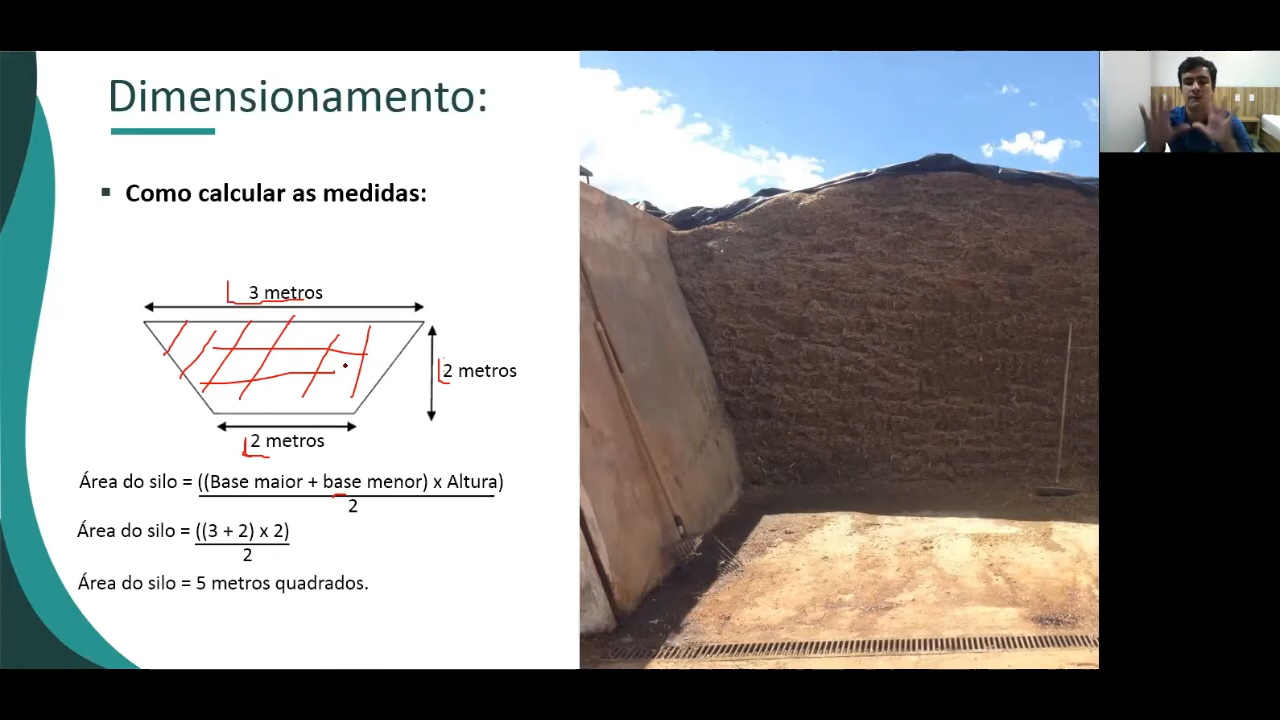 Dimensionamento:
Como calcular as medidas:
3 metros
2 metros
2 metros
Área do silo = ((Base maior + base menor) x Altura)
2
Área do silo = ((3 + 2) x 2)
2
Área do silo = 5 metros quadrados.